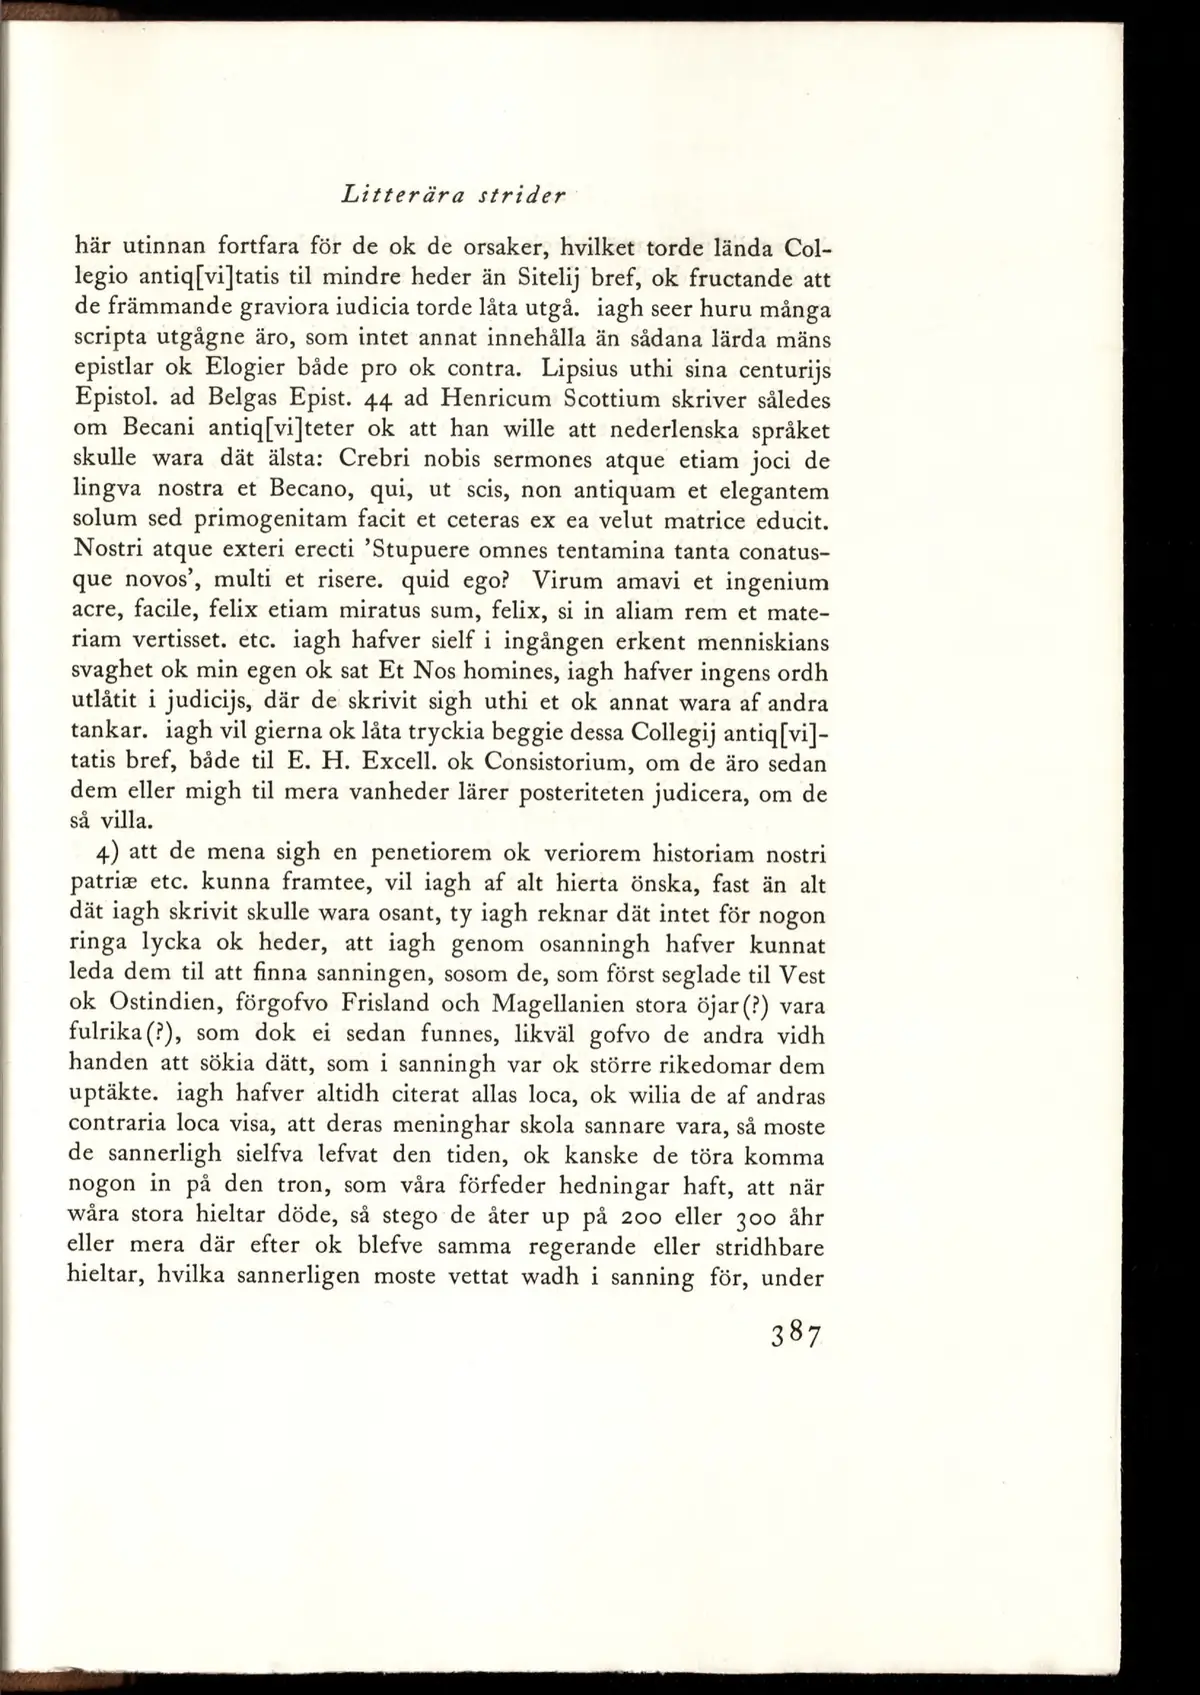 Litterära strider
här utinnan fortfara för de ok de orsaker, hvilket torde lända Col-
legio antiq[vi]tatis til mindre heder än Sitelij bref, ok fructande att
de främmande graviora iudicia torde låta utgå. iagh seer huru många
scripta utgågne äro, som intet annat innehålla än sådana lärda mäns
epistlar ok Elogier både pro ok contra. Lipsius uthi sina centurijs
Epistol. ad Belgas Epist. 44 ad Henricum Scottium skriver således
om Becani antiq[vi]teter ok att han wille att nederlenska språket
skulle wara dät älsta: Crebri nobis sermones atque etiam joci de
lingva nostra et Becano, qui, ut scis, non antiquam et elegantem
solum sed primogenitam facit et ceteras ex ea velut matrice educit.
Nostri atque exteri erecti ’Stupuere omnes tentamina tanta conatus-
que novos’, multi et risere. quid ego? Virum amavi et ingenium
acre, facile, felix etiam miratus sum, felix, si in aliam rem et mate-
riam vertisset. etc. iagh hafver sielf i ingången erkent menniskians
svaghet ok min egen ok sat Et Nos homines, iagh hafver ingens ordh
utlåtit i judicijs, där de skrivit sigh uthi et ok annat wara af andra
tankar. iagh vil gierna ok låta tryckia beggie dessa Collegij antiq[vi]-
tatis bref, både til E. H. Excell. ok Consistorium, om de äro sedan
dem eller migh til mera vanheder lärer posteriteten judicera, om de
så villa.
4) att de mena sigh en penetiorem ok veriorem historiam nostri
patriæ etc. kunna framtee, vil iagh af alt hierta önska, fast än alt
dät iagh skrivit skulle wara osant, ty iagh reknar dät intet för nogon
ringa lycka ok heder, att iagh genom osanningh hafver kunnat
leda dem til att finna sanningen, sosom de, som först seglade til Vest
ok Ostindien, förgofvo Frisland och Magellanien stora öjar(?) vara
fulrika(?), som dok ei sedan funnes, likväl gofvo de andra vidh
handen att sökia dätt, som i sanningh var ok större rikedomar dem
uptäkte. iagh hafver altidh citerat allas loca, ok wilia de af andras
contraria loca visa, att deras meninghar skola sannare vara, så moste
de sannerligh sielfva lefvat den tiden, ok kanske de töra komma
nogon in på den tron, som våra förfeder hedningar haft, att när
wåra stora hieltar döde, så stego de åter up på 200 eller 300 åhr
eller mera där efter ok blefve samma regerande eller stridhbare
hieltar, hvilka sannerligen moste vettat wadh i sanning för, under
387